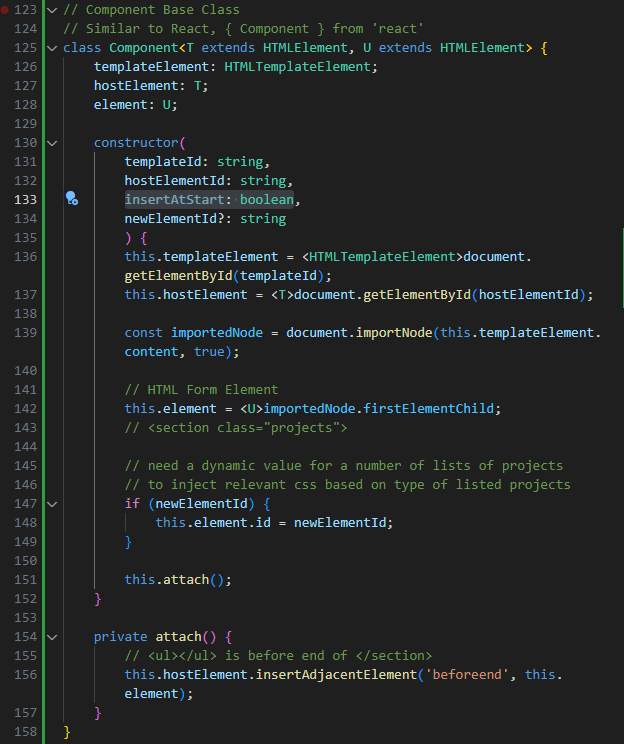 123 // Component Base Class
124 // Similar to React, { Component } from 'react'
125 class Component<T extends HTMLElement, U extends HTMLElement> {
126 templateElement: HTMLTemplateElement;
127 hostElement: T;
128 element: U;
129
130 constructor(
131 templateId: string,
132 hostElementId: string,
133 insertAtStart: boolean,
134 newElementId?: string
135 ) {
136 this.templateElement = <HTMLTemplateElement>document.
getElementById(templateId);
137 this.hostElement = <T>document.getElementById(hostElementId);
138
139 const importedNode = document.importNode(this.templateElement.
content, true);
140
141 // HTML Form Element
142 this.element = <U>importedNode.firstElementChild;
143 // <section class="projects">
144
145 // need a dynamic value for a number of lists of projects
146 // to inject relevant css based on type of listed projects
147 if (newElementId) {
148 this.element.id = newElementId;
149 }
150
151 this.attach();
152 }
153
154 private attach() {
155 // <ul></ul> is before end of </section>
156 this.hostElement.insertAdjacentElement('beforeend', this.
element);
157 }
158 }